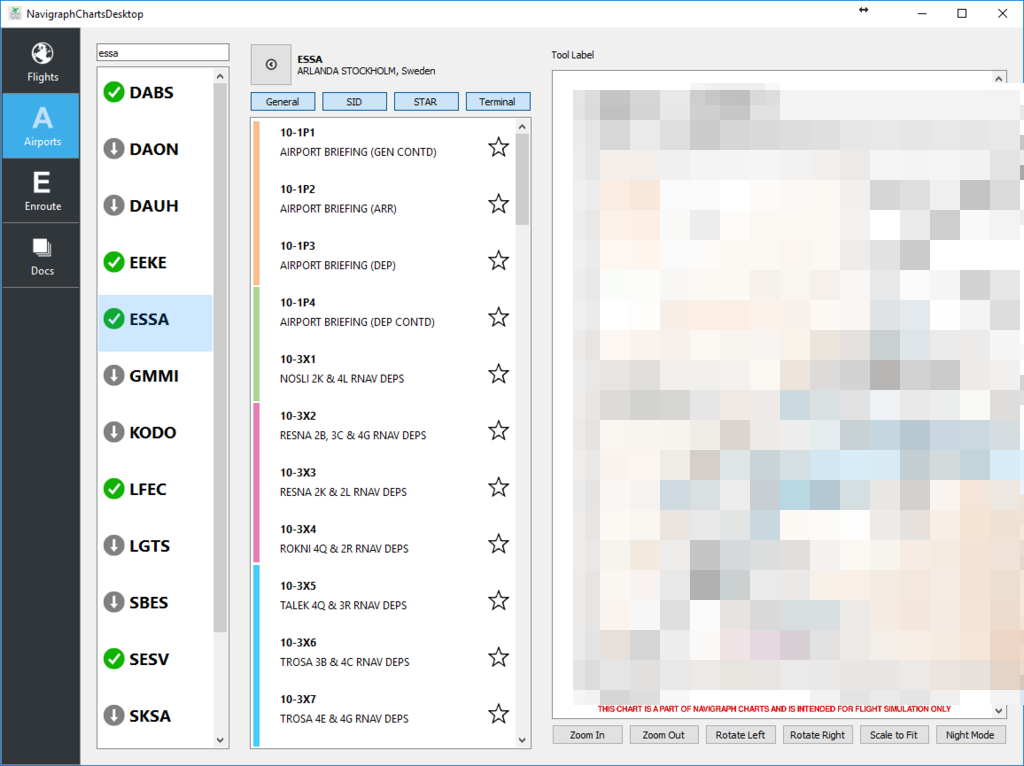 NavigraphChartsDesktop
Flights
A
Airports
E
Enroute
Docs
essa
DABS
DAON
DAUH
EEKE
ESSA
GMMI
KODO
LFEC
LGTS
SBES
SESV
SKSA
ESSA
ARLANDA STOCKHOLM, Sweden
General
SID
STAR
Terminal
10-1P1
AIRPORT BRIEFING (GEN CONTD)
10-1P2
AIRPORT BRIEFING (ARR)
10-1P3
AIRPORT BRIEFING (DEP)
10-1P4
AIRPORT BRIEFING (DEP CONTD)
10-3X1
NOSLI 2K & 4L RNAV DEPS
10-3X2
RESNA 2B, 3C & 4G RNAV DEPS
10-3X3
RESNA 2K & 2L RNAV DEPS
10-3X4
ROKNI 4Q & 2R RNAV DEPS
10-3X5
TALEK 4Q & 3R RNAV DEPS
10-3X6
TROSA 3B & 4C RNAV DEPS
10-3X7
TROSA 4E & 4G RNAV DEPS
Tool Label
THIS CHART IS A PART OF NAVIGRAPH CHARTS AND IS INTENDED FOR FLIGHT SIMULATION ONLY
Zoom In
Zoom Out
Rotate Left
Rotate Right
Scale to Fit
Night Mode